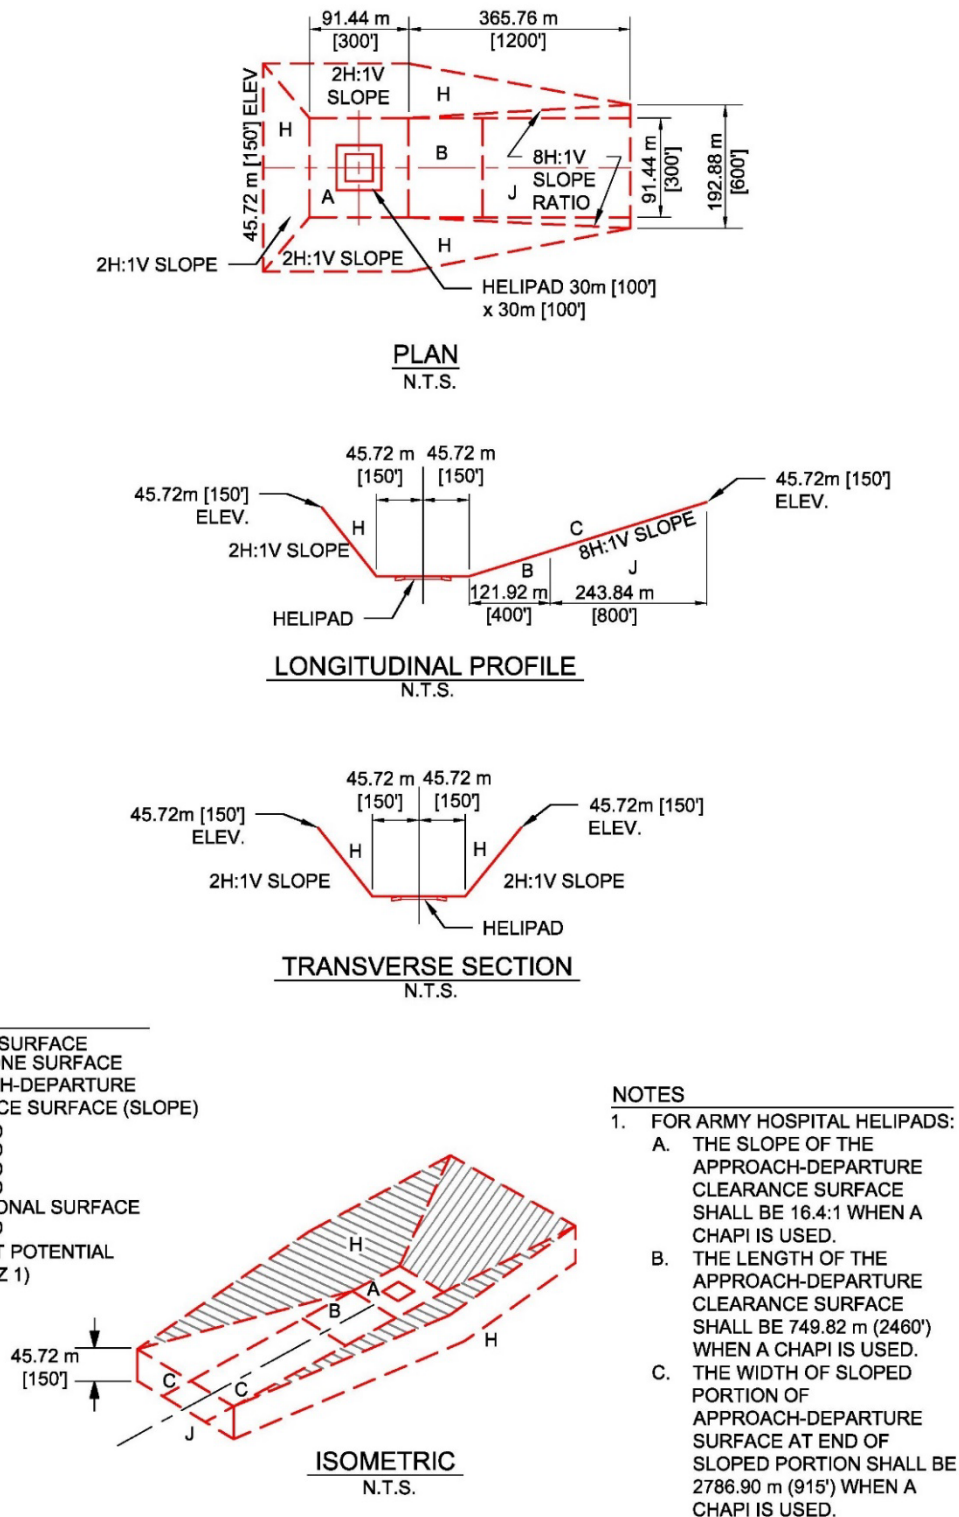 91.44 m
[300']
365.76 m
[1200']
2H:1V
SLOPE
H
45.72 m [150'] ELEV
H
B
8H:1V
SLOPE
RATIO
J
91.44 m
[300']
192.88 m
[600']
A
H
2H:1V SLOPE
2H:1V SLOPE
HELIPAD 30m [100']
x 30m [100']
PLAN
N.T.S.
45.72 m 45.72 m
[150'] [150']
45.72m [150']
ELEV.
45.72m [150']
ELEV.
H
C
2H:1V SLOPE
8H:1V SLOPE
B
J
121.92 m
[400']
243.84 m
[800']
HELIPAD
LONGITUDINAL PROFILE
N.T.S.
45.72 m 45.72 m
[150'] [150']
45.72m [150']
ELEV.
45.72m [150']
ELEV.
H
H
2H:1V SLOPE
2H:1V SLOPE
HELIPAD
TRANSVERSE SECTION
N.T.S.
SURFACE
NE SURFACE
H-DEPARTURE
CE SURFACE (SLOPE)
ONAL SURFACE
T POTENTIAL
Z 1)
H
A
B
H
45.72 m
[150']
C
C
J
ISOMETRIC
N.T.S.
NOTES
1. FOR ARMY HOSPITAL HELIPADS:
A. THE SLOPE OF THE
APPROACH-DEPARTURE
CLEARANCE SURFACE
SHALL BE 16.4:1 WHEN A
CHAPI IS USED.
B. THE LENGTH OF THE
APPROACH-DEPARTURE
CLEARANCE SURFACE
SHALL BE 749.82 m (2460')
WHEN A CHAPI IS USED.
C. THE WIDTH OF SLOPED
PORTION OF
APPROACH-DEPARTURE
SURFACE AT END OF
SLOPED PORTION SHALL BE
2786.90 m (915') WHEN A
CHAPI IS USED.